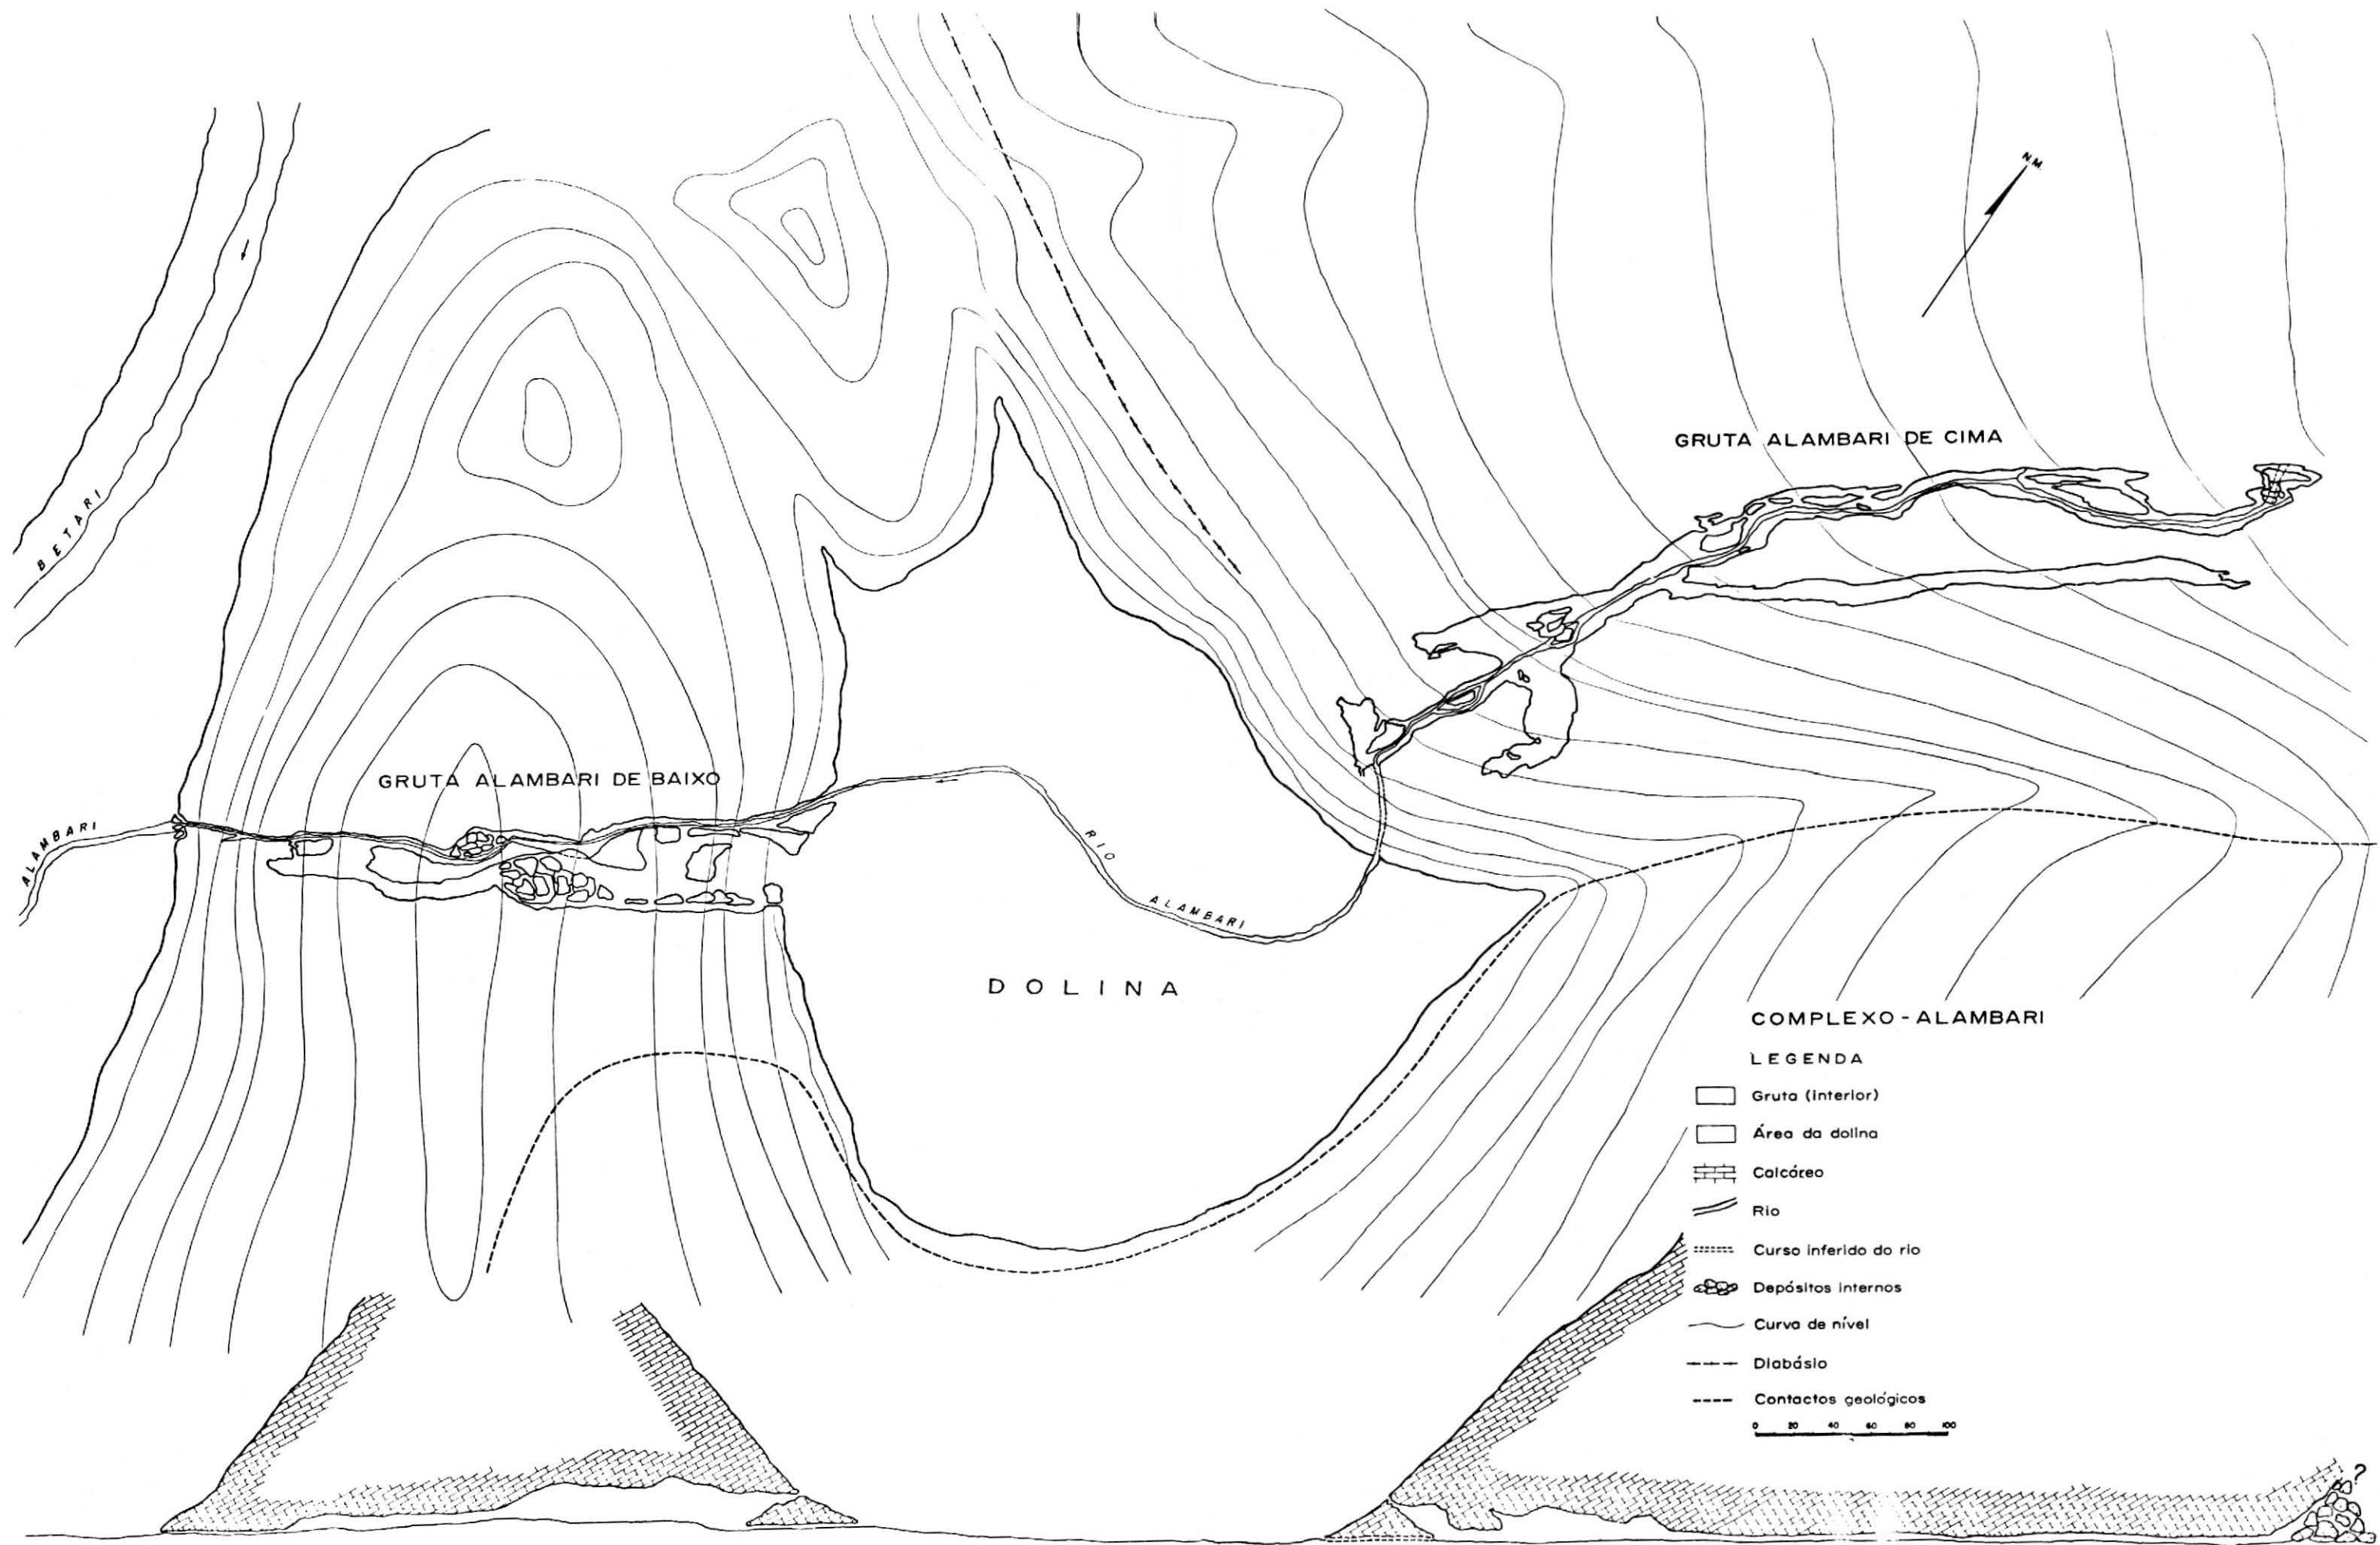 NM
GRUTA ALAMBARI DE CIMA
BETARI
GRUTA ALAMBARI DE BAIXO
ALAMBARI
RIO
ALAMBARI
DOLINA
COMPLEXO - ALAMBARI
LEGENDA
Gruta (interior)
Área da dolina
Calcáreo
Rio
Curso inferido do rio
Depósitos internos
Curva de nível
Diabásio
Contactos geológicos
0 20 40 60 80 100
?